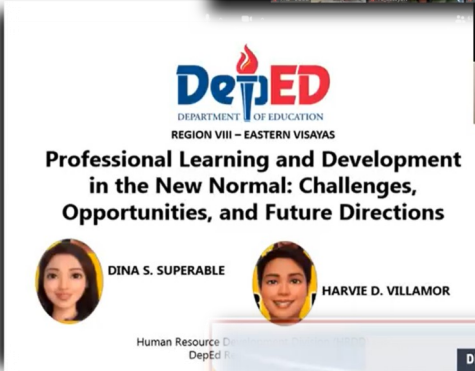 DepED
DEPARTMENT OF EDUCATION
REGION VIII – EASTERN VISAYAS
Professional Learning and Development
in the New Normal: Challenges,
Opportunities, and Future Directions
DINA S. SUPERABLE
HARVIE D. VILLAMOR
Human Resource
DepEd